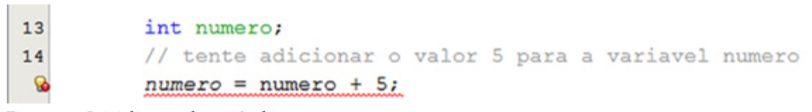 13 int numero;
14 // tente adicionar o valor 5 para a variavel numero
numero = numero + 5;